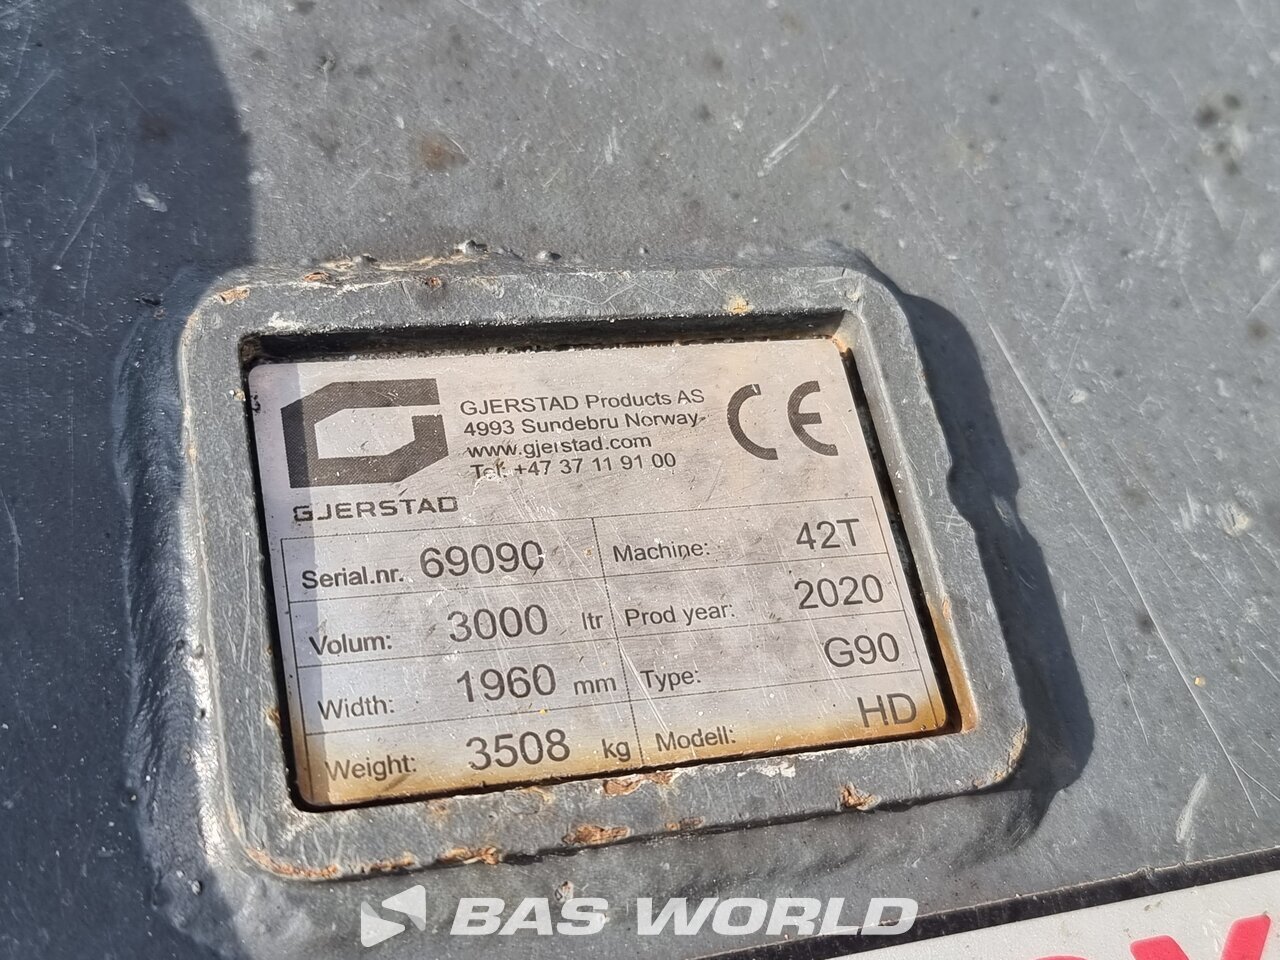 GJERSTAD Products AS
4993 Sundebru Norway
www.gjerstad.com
Tel: +47 37 11 91 00
CE
GJERSTAD
Serial.nr. 69090 Machine: 42T
Volum: 3000 ltr Prod year: 2020
Width: 1960 mm Type: G90
Weight: 3508 kg Modell: HD
BAS WORLD